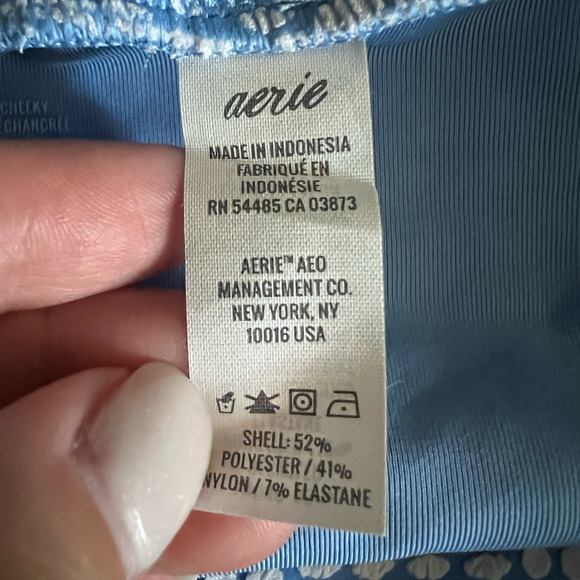 CHEEKY
CHANCRÉE
aerie
MADE IN INDONESIA
FABRIQUÉ EN
INDONÉSIE
RN 54485 CA 03873
AERIE™ AEO
MANAGEMENT CO.
NEW YORK, NY
10016 USA
SHELL: 52%
POLYESTER / 41%
NYLON / 7% ELASTANE